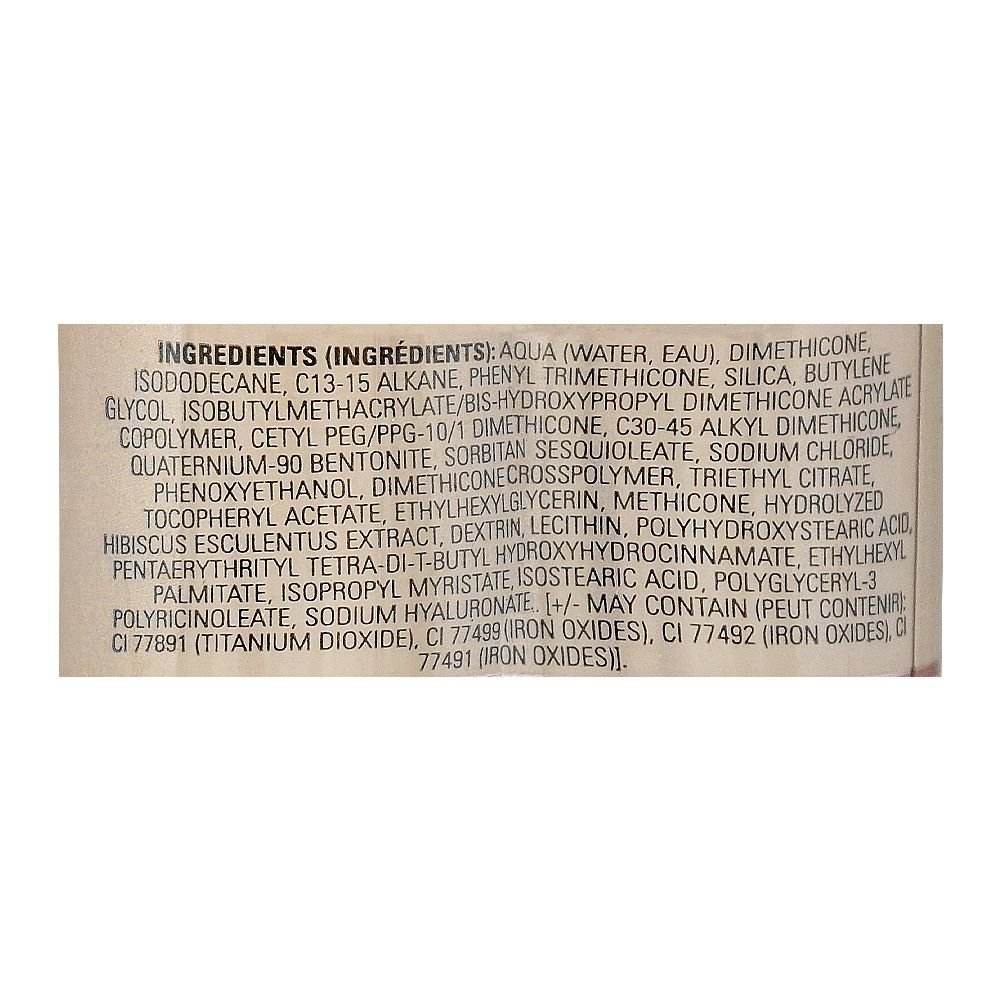 INGREDIENTS (INGRÉDIENTS): AQUA (WATER, EAU), DIMETHICONE,
ISODODECANE, C13-15 ALKANE, PHENYL TRIMETHICONE, SILICA, BUTYLENE
GLYCOL, ISOBUTYLMETHACRYLATE/BIS-HYDROXYPROPYL DIMETHICONE ACRYLATE
COPOLYMER, CETYL PEG/PPG-10/1 DIMETHICONE, C30-45 ALKYL DIMETHICONE,
QUATERNIUM-90 BENTONITE, SORBITAN SESQUIOLEATE, SODIUM CHLORIDE,
PHENOXYETHANOL, DIMETHICONE CROSSPOLYMER, TRIETHYL CITRATE,
TOCOPHERYL ACETATE, ETHYLHEXYLGLYCERIN, METHICONE, HYDROLYZED
HIBISCUS ESCULENTUS EXTRACT, DEXTRIN, LECITHIN, POLYHYDROXYSTEARIC ACID,
PENTAERYTHRITYL TETRA-DI-T-BUTYL HYDROXYHYDROCINNAMATE, ETHYLHEXYL
PALMITATE, ISOPROPYL MYRISTATE, ISOSTEARIC ACID, POLYGLYCERYL-3
POLYRICINOLEATE, SODIUM HYALURONATE.. [+/- MAY CONTAIN (PEUT CONTENIR):
CI 77891 (TITANIUM DIOXIDE), CI 77499 (IRON OXIDES), CI 77492 (IRON OXIDES), CI
77491 (IRON OXIDES)].